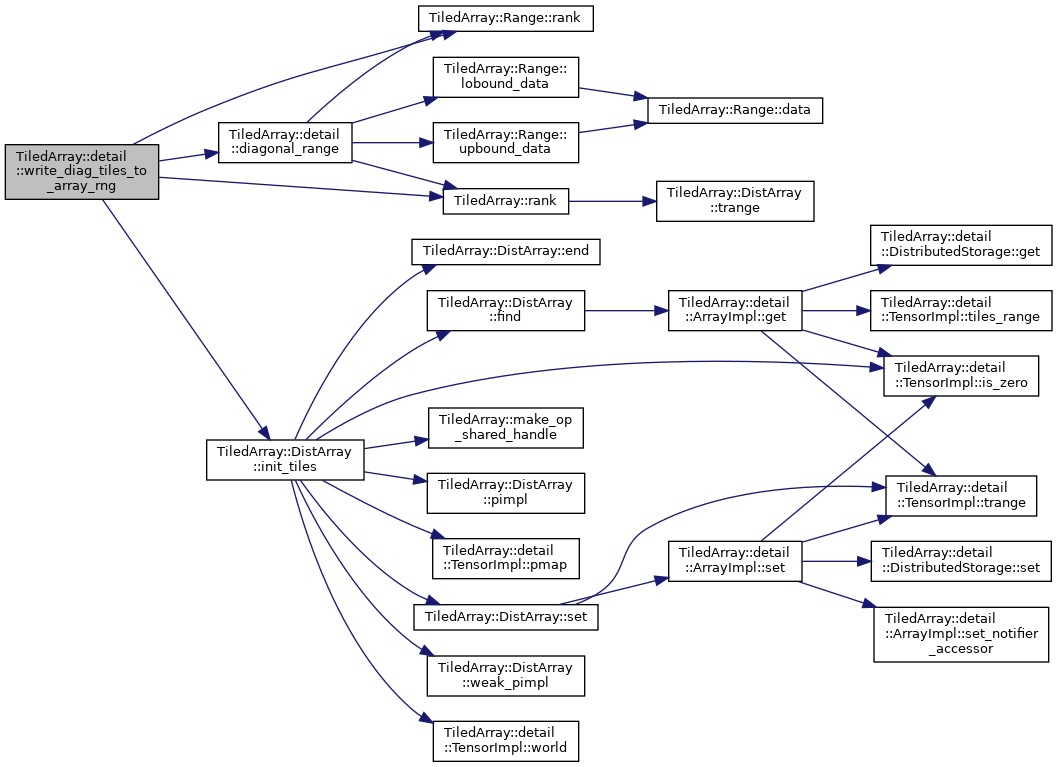 TiledArray::Range::rank
TiledArray::Range::
lobound_data
TiledArray::Range::data
TiledArray::detail
::diagonal_range
TiledArray::Range::
upbound_data
TiledArray::detail
::write_diag_tiles_to
_array_rng
TiledArray::rank
TiledArray::DistArray
::trange
TiledArray::DistArray::end
TiledArray::detail
::DistributedStorage::get
TiledArray::DistArray
::find
TiledArray::detail
::ArrayImpl::get
TiledArray::detail
::TensorImpl::tiles_range
TiledArray::detail
::TensorImpl::is_zero
TiledArray::make_op
_shared_handle
TiledArray::DistArray
::init_tiles
TiledArray::DistArray
::pimpl
TiledArray::detail
::TensorImpl::trange
TiledArray::detail
::TensorImpl::pmap
TiledArray::detail
::ArrayImpl::set
TiledArray::detail
::DistributedStorage::set
TiledArray::DistArray::set
TiledArray::detail
::ArrayImpl::set_notifier
_accessor
TiledArray::DistArray
::weak_pimpl
TiledArray::detail
::TensorImpl::world